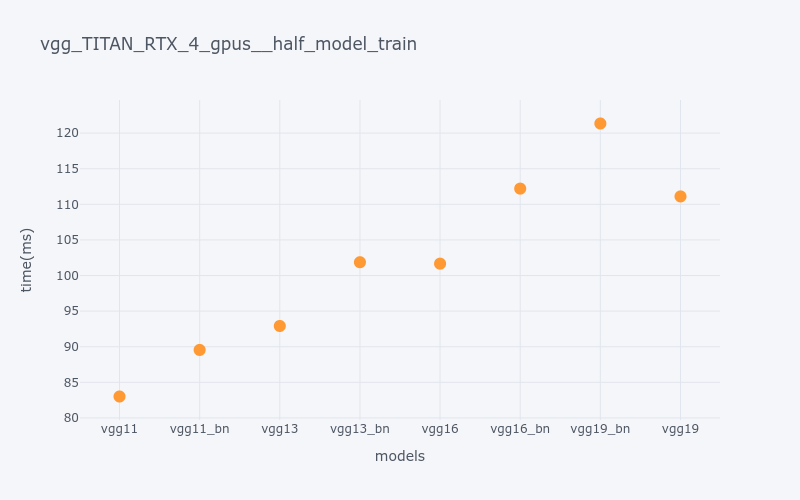 vgg_TITAN_RTX_4_gpus__half_model_train
time(ms)
120
115
110
105
100
95
90
85
80
vgg11
vgg11_bn
vgg13
vgg13_bn
vgg16
vgg16_bn
vgg19_bn
vgg19
models